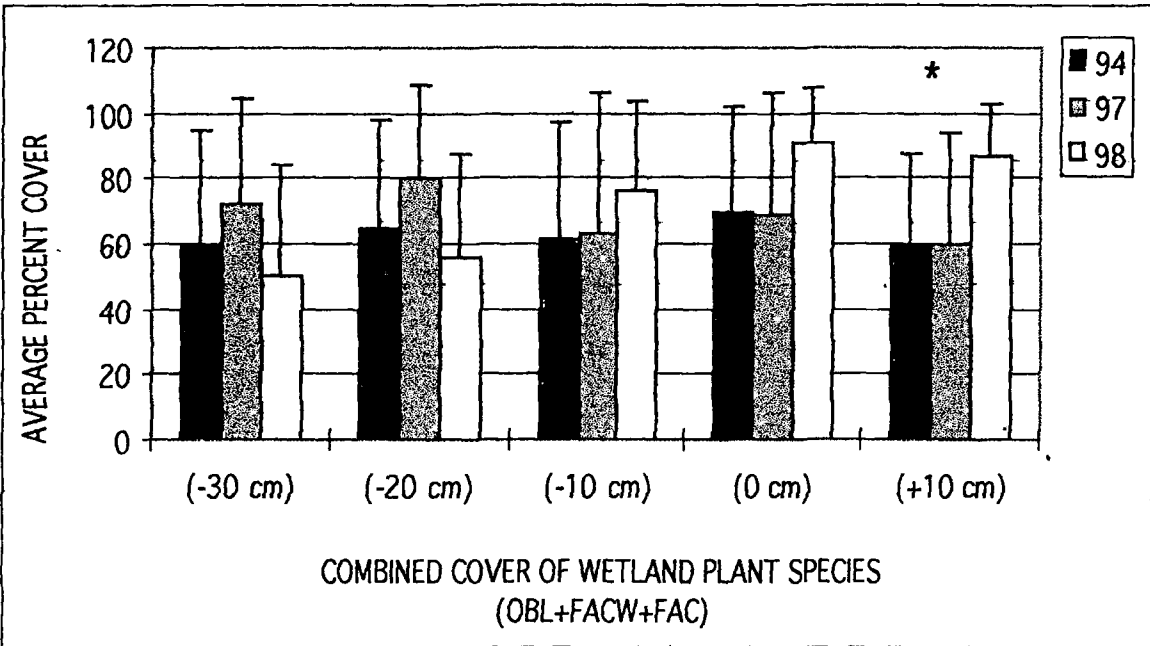 120
100
80
60
40
20
0
AVERAGE PERCENT COVER
*
94
97
98
(-30 cm) (-20 cm) (-10 cm) (0 cm) (+10 cm)
COMBINED COVER OF WETLAND PLANT SPECIES
(OBL+FACW+FAC)